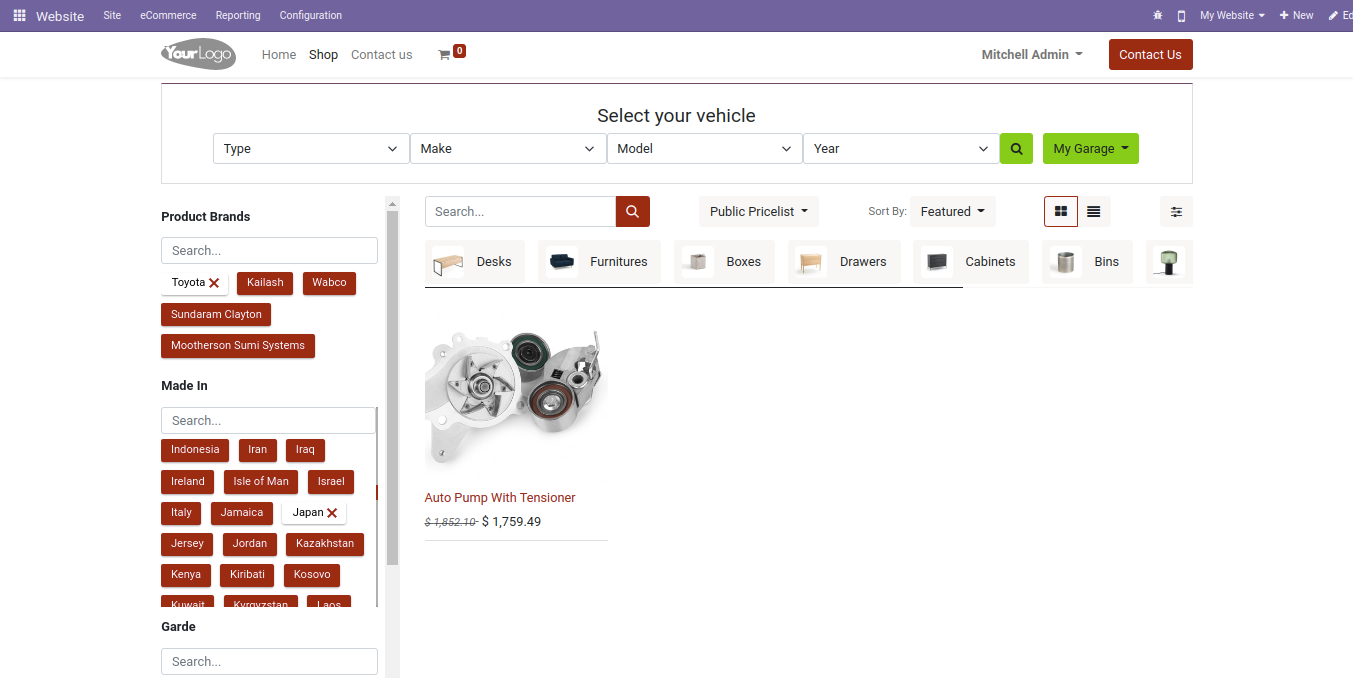 Website Site eCommerce Reporting Configuration My Website New Ed
YourLogo Home Shop Contact us 0 Mitchell Admin Contact Us
Select your vehicle
Type Make Model Year My Garage
Product Brands
Search...
Toyota Kailash Wabco
Sundaram Clayton
Mootherson Sumi Systems
Made In
Search...
Indonesia Iran Iraq
Ireland Isle of Man Israel
Italy Jamaica Japan
Jersey Jordan Kazakhstan
Kenya Kiribati Kosovo
Kuwait Kyrgyzstan Laos
Garde
Search...
Search... Public Pricelist Sort By: Featured
Desks Furnitures Boxes Drawers Cabinets Bins
Auto Pump With Tensioner
$ 1,852.10 $ 1,759.49